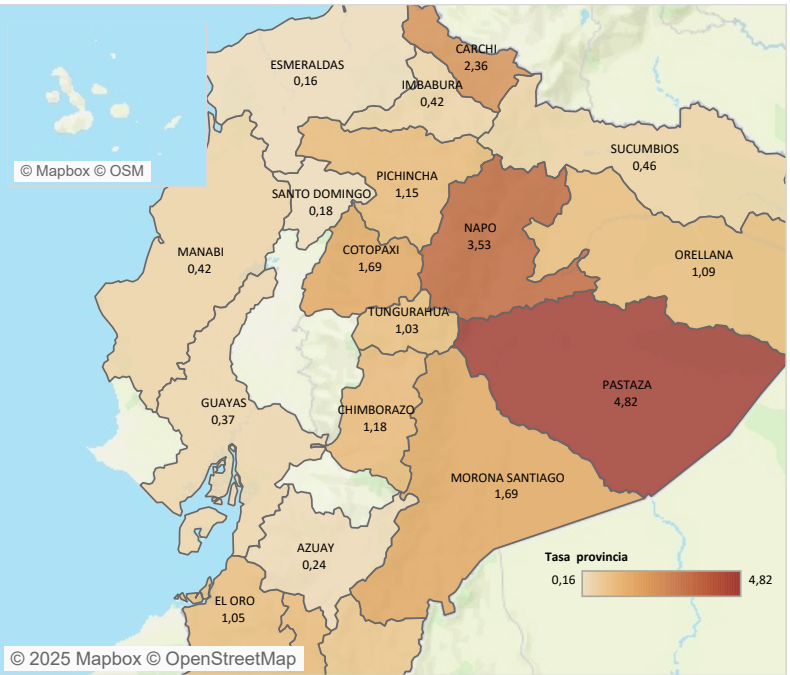 CARCHI
2,36
ESMERALDAS
0,16
IMBABURA
0,42
© Mapbox © OSM
SUCUMBIOS
0,46
PICHINCHA
1,15
SANTO DOMINGO
0,18
NAPO
3,53
MANABI
0,42
COTOPAXI
1,69
ORELLANA
1,09
TUNGURAHUA
1,03
PASTAZA
4,82
GUAYAS
0,37
CHIMBORAZO
1,18
MORONA SANTIAGO
1,69
AZUAY
0,24
Tasa provincia
0,16
4,82
EL ORO
1,05
© 2025 Mapbox © OpenStreetMap